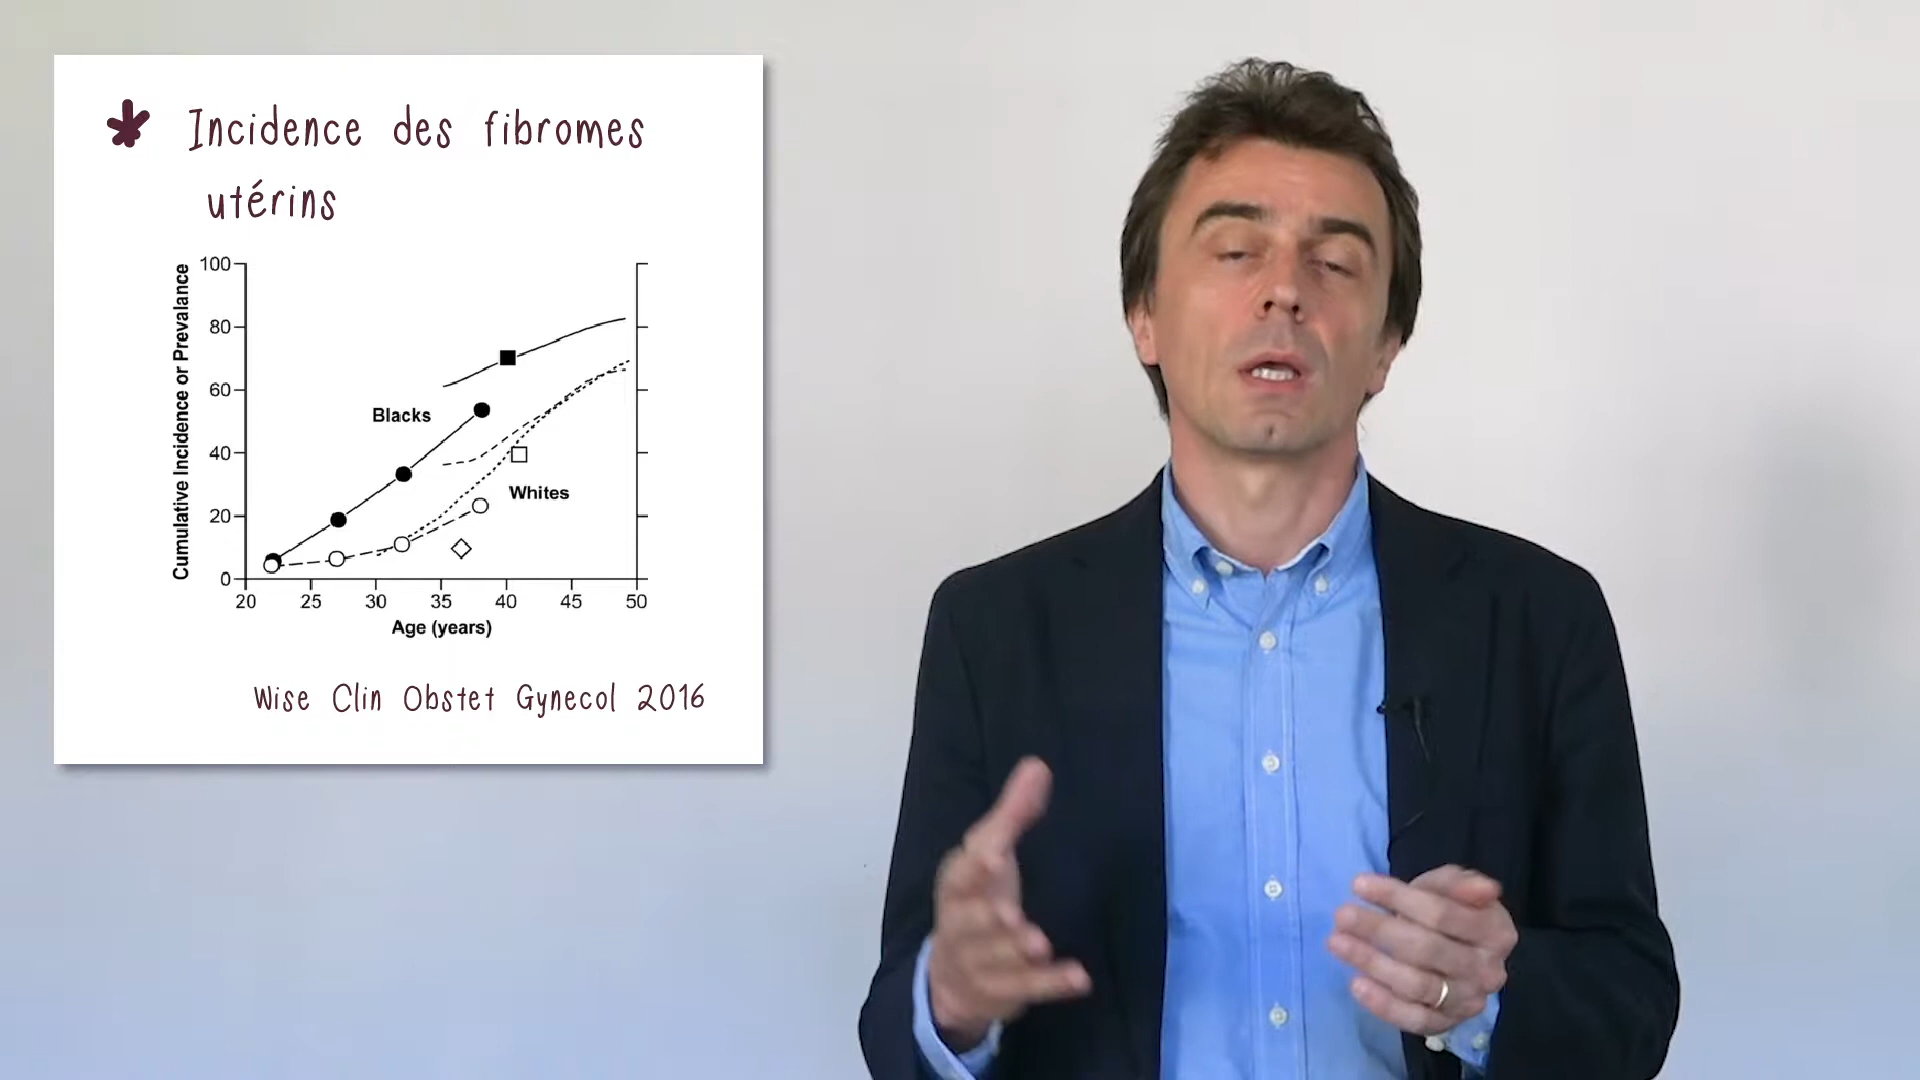 Incidence des fibromes
utérins
Cumulative Incidence or Prevalance
100
80
60
40
20
0
Blacks
Whites
20 25 30 35 40 45 50
Age (years)
Wise Clin Obstet Gynecol 2016